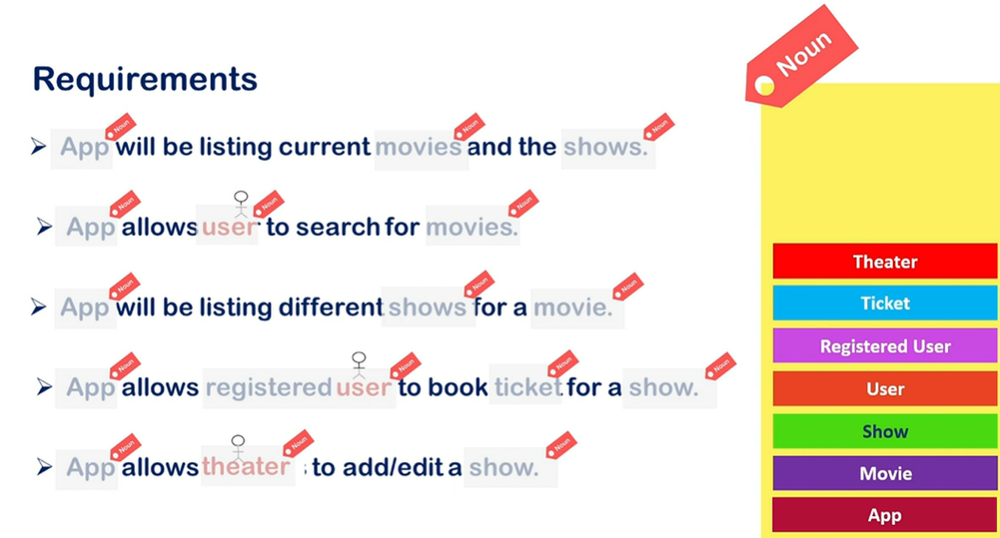 Noun
Requirements
Noun Noun Noun
➢ App will be listing current movies and the shows.
Noun Noun Noun
➢ App allows user to search for movies.
Noun Noun Noun
➢ App will be listing different shows for a movie.
Noun Noun Noun Noun
➢ App allows registered user to book ticket for a show.
Noun Noun Noun
➢ App allows theater s to add/edit a show.
Theater
Ticket
Registered User
User
Show
Movie
App